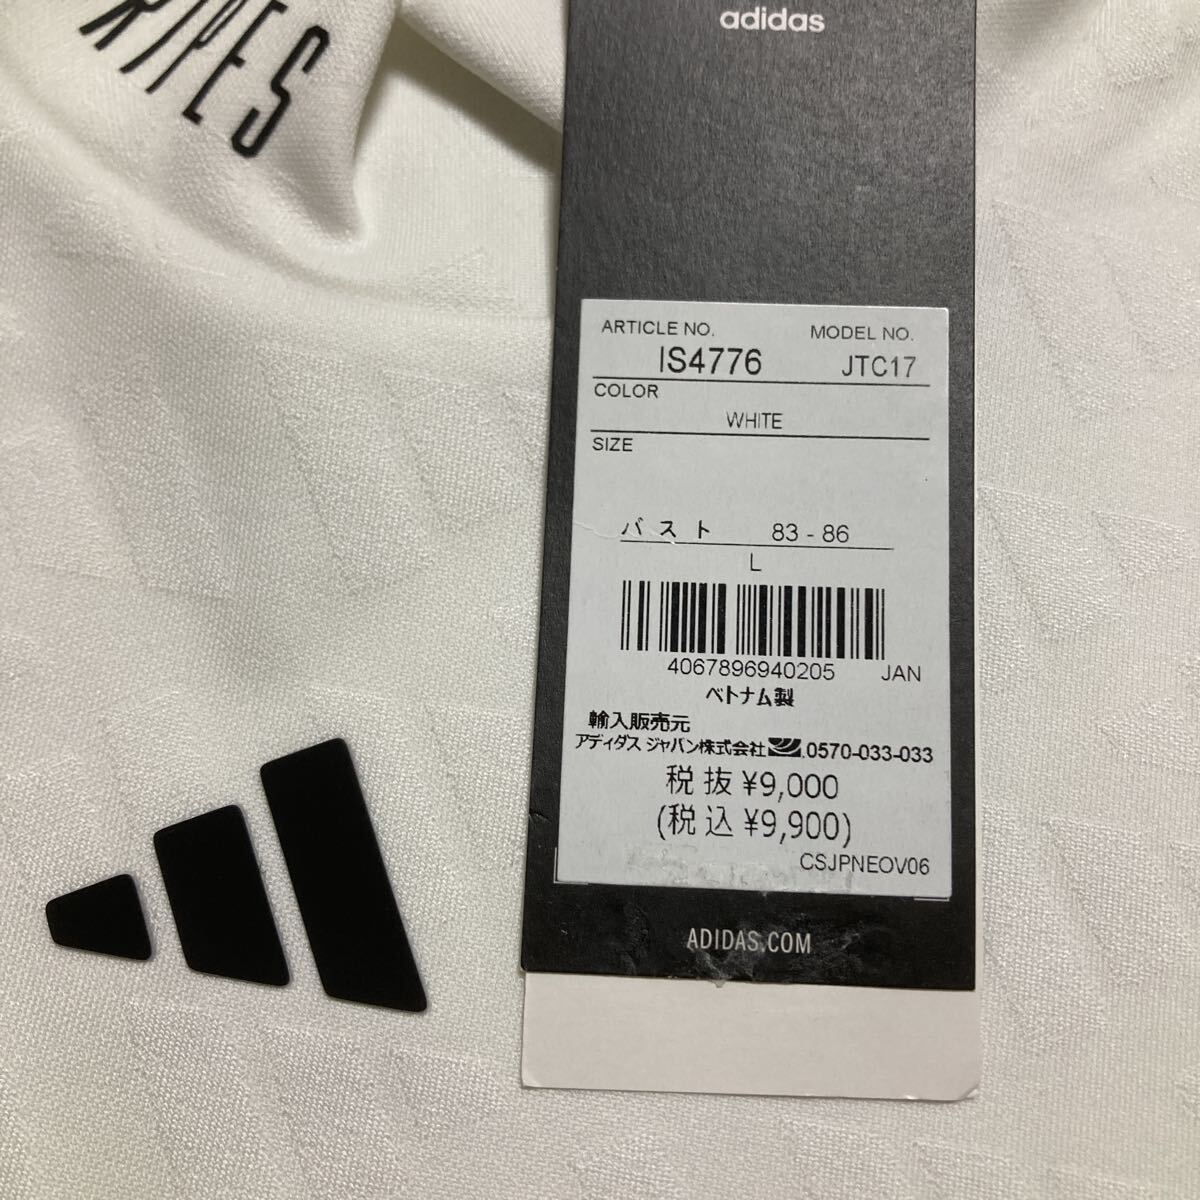 adidas
ARTICLE NO. MODEL NO.
IS4776 JTC17
COLOR
WHITE
SIZE
バスト 83 - 86
L
4067896940205 JAN
ベトナム製
輸入販売元
アディダス ジャパン株式会社 0570-033-033
税抜 ¥9,000
(税込 ¥9,900)
CSJPNEOV06
ADIDAS.COM